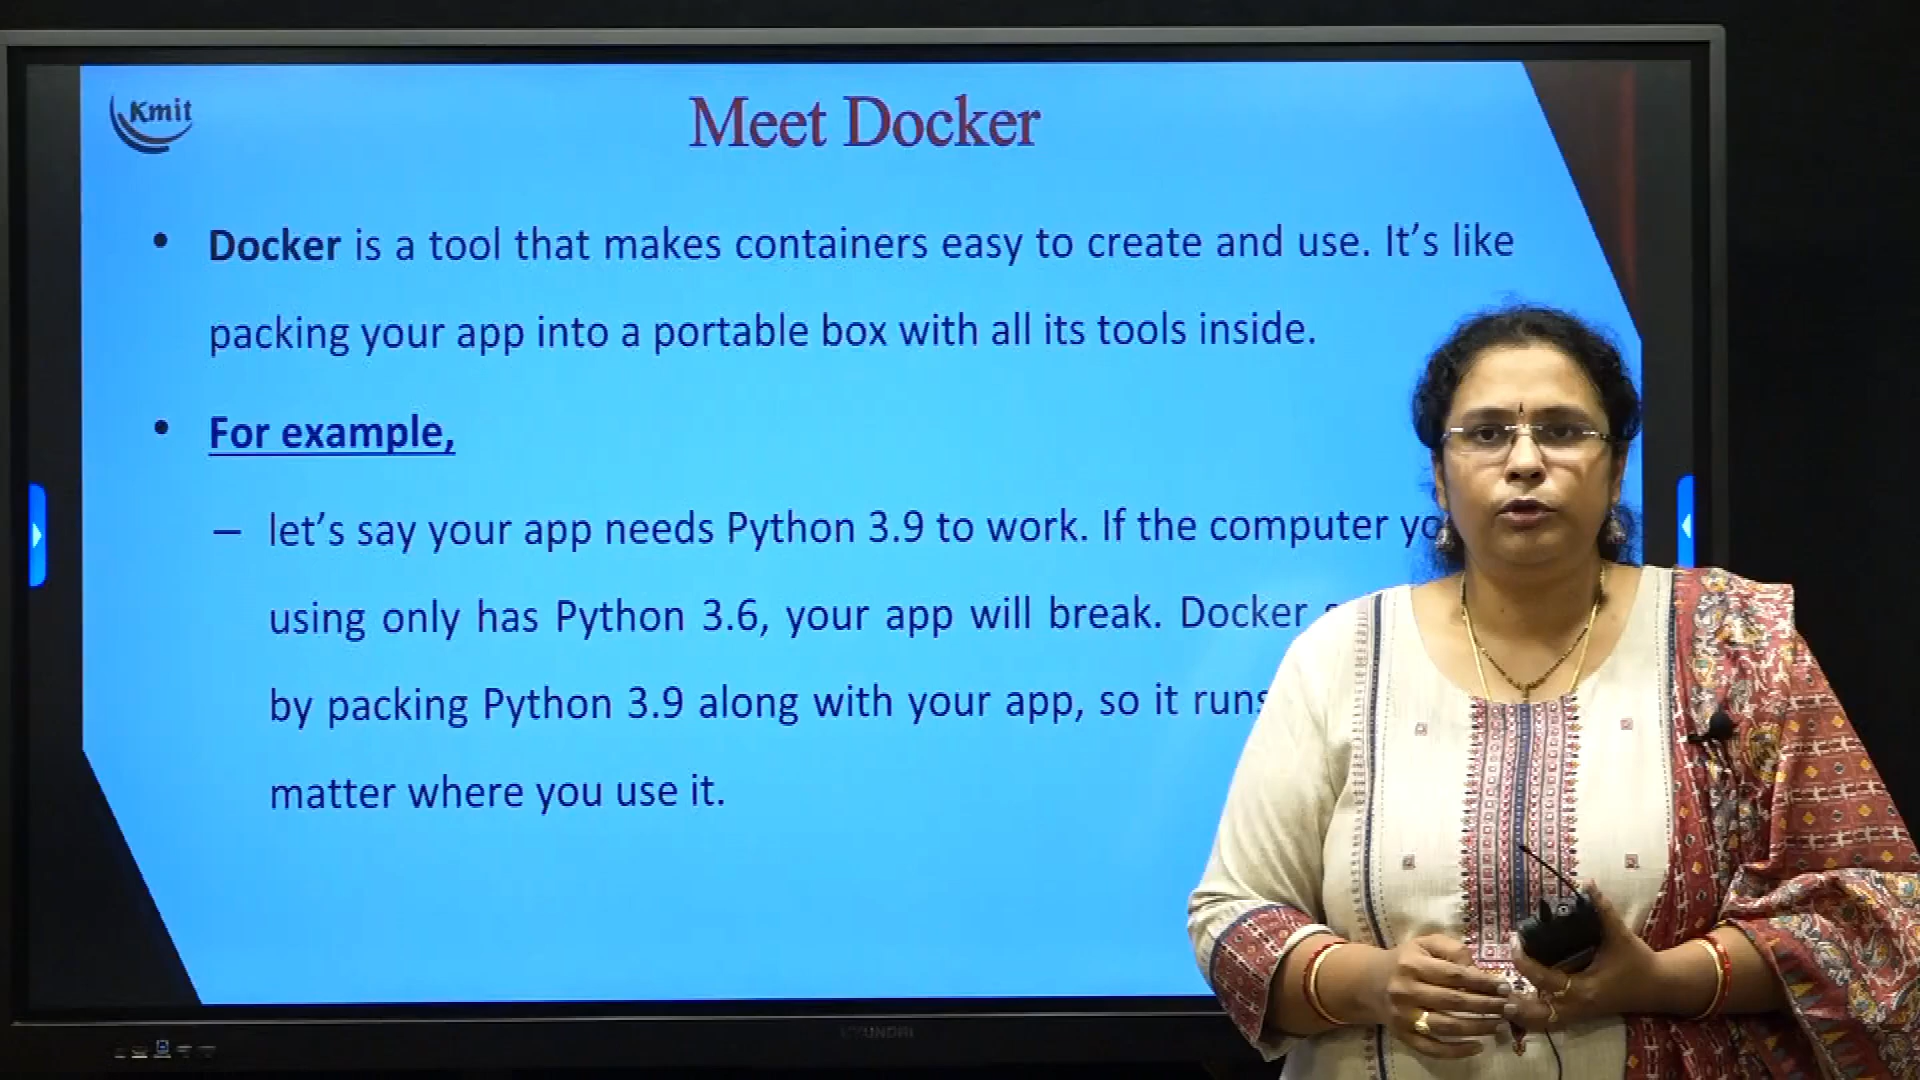 Kmit
Meet Docker
• Docker is a tool that makes containers easy to create and use. It’s like
packing your app into a portable box with all its tools inside.
• For example,
– let’s say your app needs Python 3.9 to work. If the computer
using only has Python 3.6, your app will break. Docker
by packing Python 3.9 along with your app, so it runs
matter where you use it.
HYUNDAI